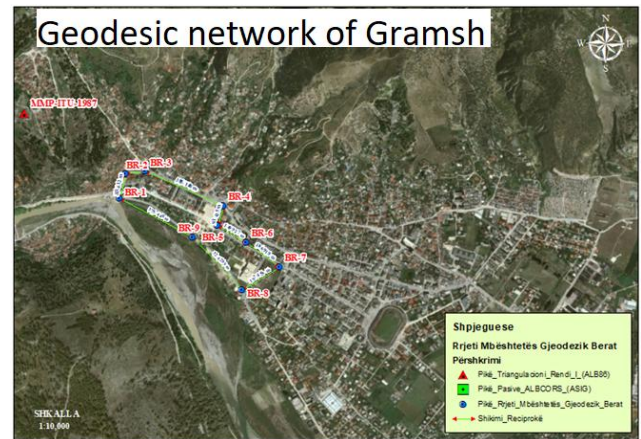 Geodesic network of Gramsh
N
W
S
MMP-ITU-1987
BR-2
BR-3
BR-1
BR-4
BR-9
BR-5
BR-6
BR-7
BR-8
Shpjeguese
Rrjeti Mbështetës Gjeodezik Berat
Përshkrimi
Pikë_Triangulacioni_Rendi_I_(ALB86)
Pikë_Pasive_ALBCORS_(ASIG)
Pikë_Rrjeti_Mbështetës_Gjeodezik_Berat
Shikimi_Reciprokë
SHKALLA
1:10,000